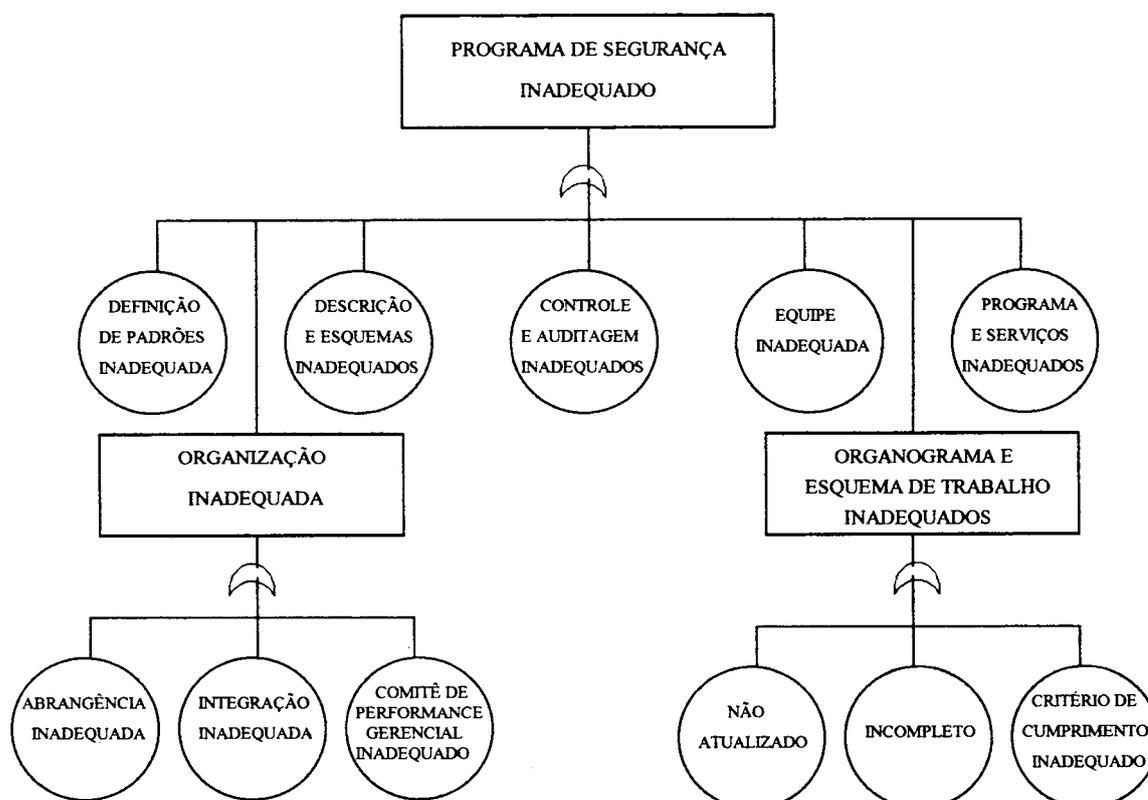 PROGRAMA DE SEGURANÇA
INADEQUADO
DEFINIÇÃO
DE PADRÕES
INADEQUADA
DESCRIÇÃO
E ESQUEMAS
INADEQUADOS
CONTROLE
E AUDITAGEM
INADEQUADOS
EQUIPE
INADEQUADA
PROGRAMA
E SERVIÇOS
INADEQUADOS
ORGANIZAÇÃO
INADEQUADA
ORGANOGRAMA E
ESQUEMA DE TRABALHO
INADEQUADOS
ABRANGÊNCIA
INADEQUADA
INTEGRAÇÃO
INADEQUADA
COMITÊ DE
PERFORMANCE
GERENCIAL
INADEQUADO
NÃO
ATUALIZADO
INCOMPLETO
CRITÉRIO DE
CUMPRIMENTO
INADEQUADO